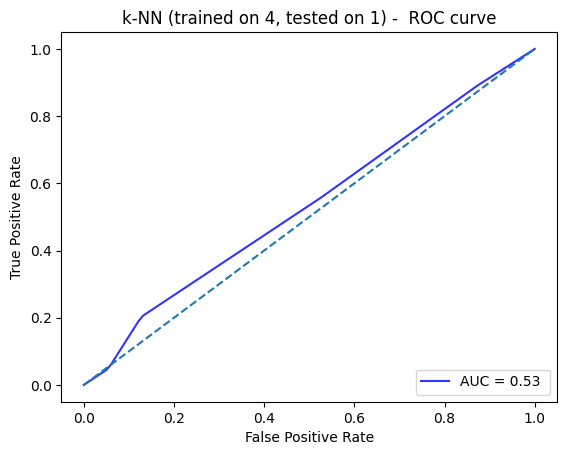 k-NN (trained on 4, tested on 1) -  ROC curve
1.0
0.8
0.6
0.4
0.2
0.0
True Positive Rate
AUC = 0.53
0.0 0.2 0.4 0.6 0.8 1.0
False Positive Rate